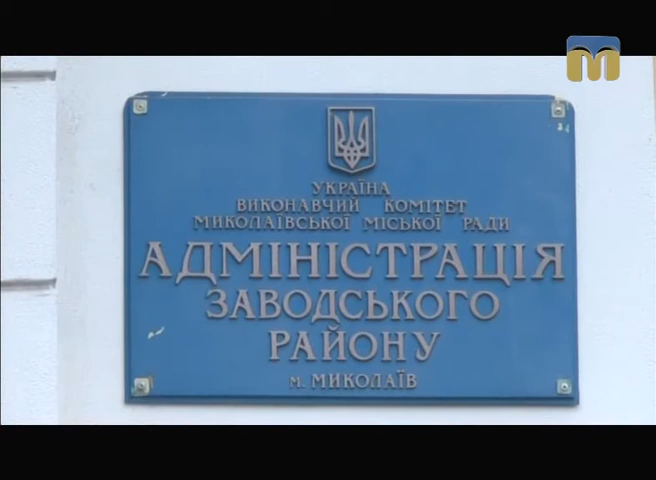 УКРАЇНА
ВИКОНАВЧИЙ КОМІТЕТ
МИКОЛАЇВСЬКОЇ МІСЬКОЇ РАДИ
АДМІНІСТРАЦІЯ
ЗАВОДСЬКОГО
РАЙОНУ
м. МИКОЛАЇВ